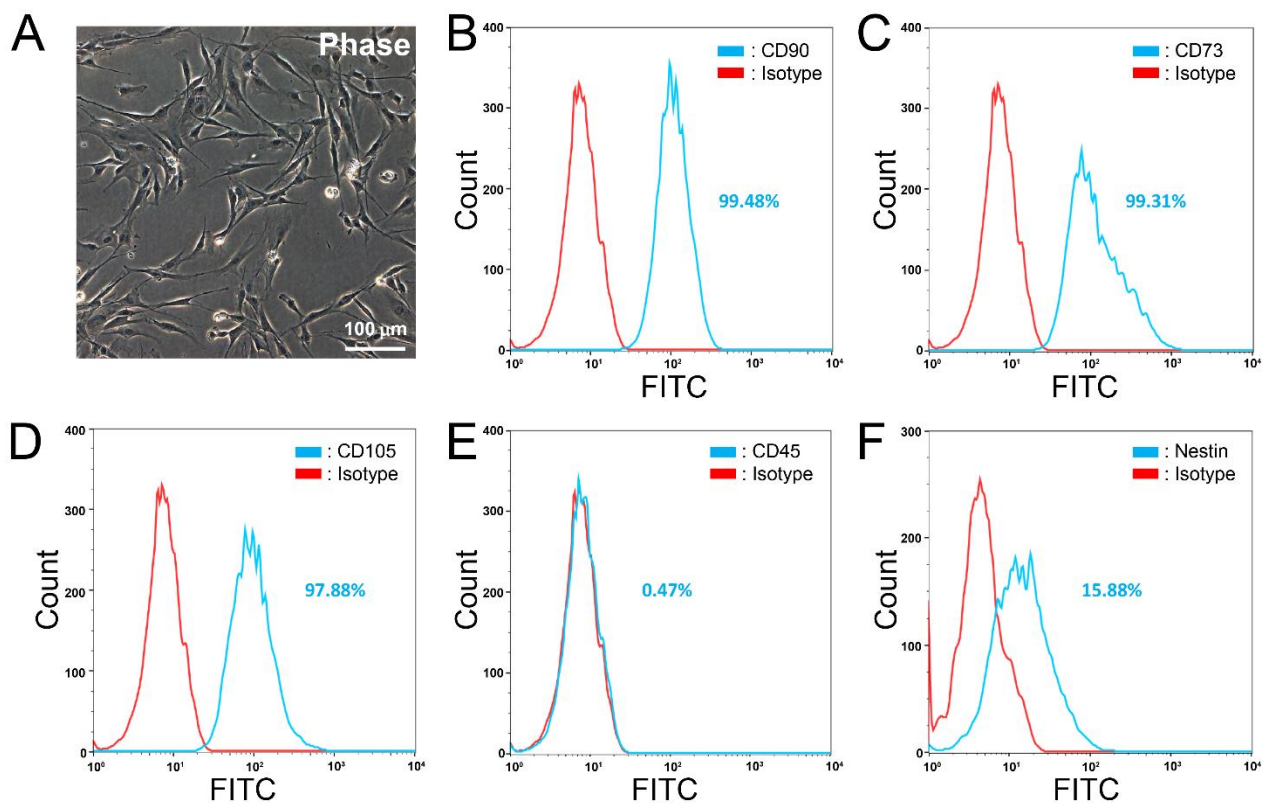 A
Phase
100 μm
B
400
300
200
100
0
Count
: CD90
: Isotype
99.48%
10⁰ 10¹ 10² 10³ 10⁴
FITC
C
400
300
200
100
0
Count
: CD73
: Isotype
99.31%
10⁰ 10¹ 10² 10³ 10⁴
FITC
D
400
300
200
100
0
Count
: CD105
: Isotype
97.88%
10⁰ 10¹ 10² 10³ 10⁴
FITC
E
400
300
200
100
0
Count
: CD45
: Isotype
0.47%
10⁰ 10¹ 10² 10³ 10⁴
FITC
F
300
200
100
0
Count
: Nestin
: Isotype
15.88%
10⁰ 10¹ 10² 10³ 10⁴
FITC